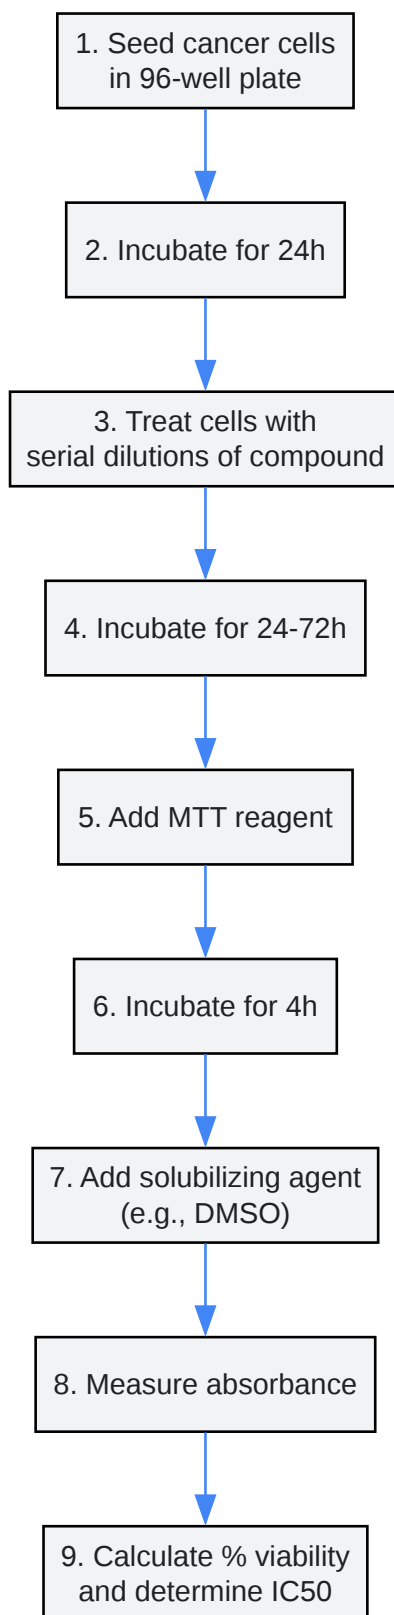 1. Seed cancer cells
in 96-well plate
2. Incubate for 24h
3. Treat cells with
serial dilutions of compound
4. Incubate for 24-72h
5. Add MTT reagent
6. Incubate for 4h
7. Add solubilizing agent
(e.g., DMSO)
8. Measure absorbance
9. Calculate % viability
and determine IC50